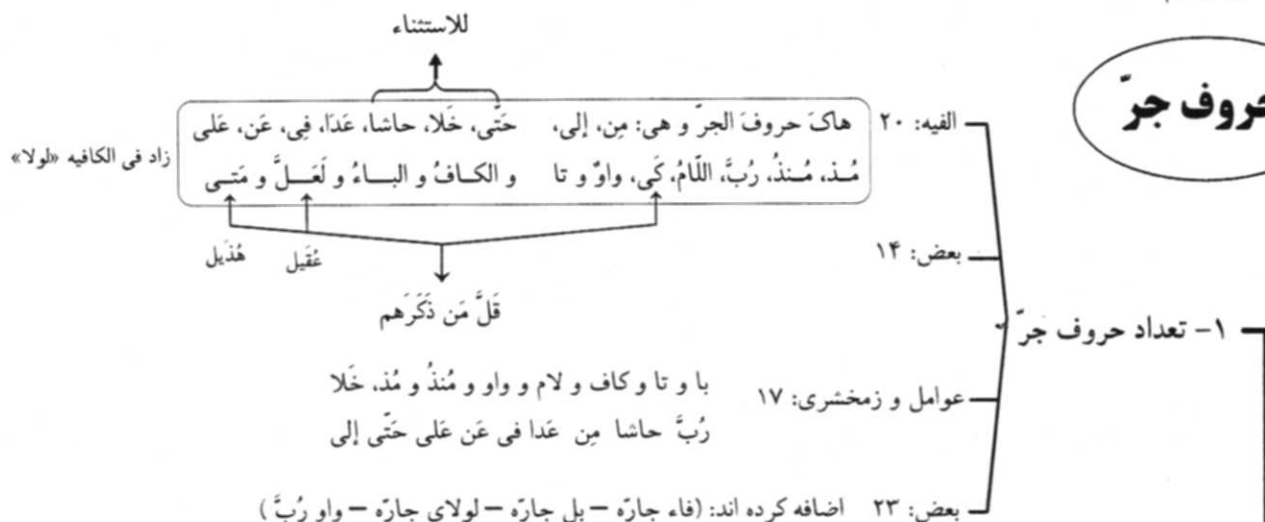 حروف جرّ
۱- تعداد حروف جرّ
للاستثناء
الفیه: ۲۰ هاکَ حروفَ الجرّ و هی: مِن، إلی، حَتّی، خَلا، حاشا، عَدَا، فِی، عَن، عَلی
مُـذ، مُـنذُ، رُبَّ، اللّامُ، کَی، واوٌ و تا و الکـافُ و البـاءُ و لَعَـلَّ و مَتـی
زاد فی الکافیه «لولا»
عُقَیل هُذَیل
قَلَّ مَن ذَکَرَهم
بعض: ۱۴
عوامل و زمخشری: ۱۷ با و تا و کاف و لام و واو و مُنذُ و مُذ، خَلا
رُبَّ حاشا مِن عَدا فی عَن عَلی حَتّی إلی
بعض: ۲۳ اضافه کرده اند: (فاء جارّه – بل جارّه – لولای جارّه – واو رُبَّ)